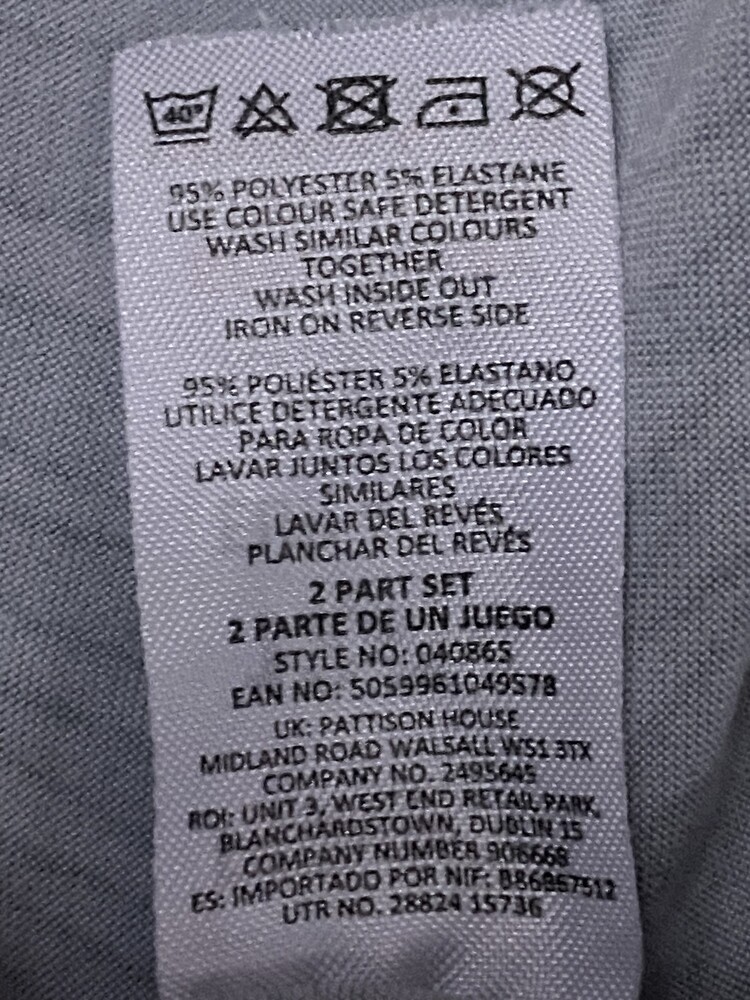 40°
95% POLYESTER 5% ELASTANE
USE COLOUR SAFE DETERGENT
WASH SIMILAR COLOURS
TOGETHER
WASH INSIDE OUT
IRON ON REVERSE SIDE
95% POLIÉSTER 5% ELASTANO
UTILICE DETERGENTE ADECUADO
PARA ROPA DE COLOR
LAVAR JUNTOS LOS COLORES
SIMILARES
LAVAR DEL REVÉS
PLANCHAR DEL REVÉS
2 PART SET
2 PARTE DE UN JUEGO
STYLE NO: 040865
EAN NO: 5059961049578
UK: PATTISON HOUSE
MIDLAND ROAD WALSALL WS1 3TX
COMPANY NO. 2495645
ROI: UNIT 3, WEST END RETAIL PARK,
BLANCHARDSTOWN, DUBLIN 15
COMPANY NUMBER 906668
ES: IMPORTADO POR NIF: B86867512
UTR NO. 28824 15736